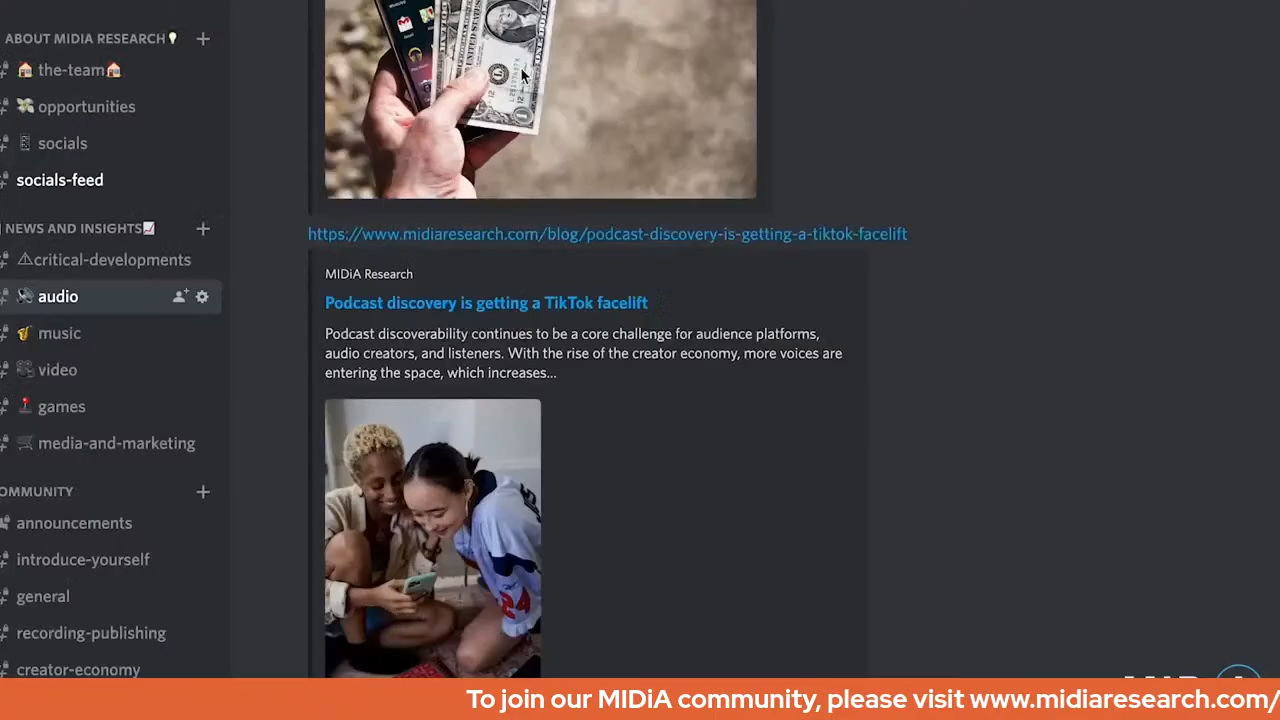 ABOUT MIDIA RESEARCH
the-team
opportunities
socials
socials-feed
NEWS AND INSIGHTS
critical-developments
audio
music
video
games
media-and-marketing
OMMUNITY
announcements
introduce-yourself
general
recording-publishing
creator-economy
https://www.midiaresearch.com/blog/podcast-discovery-is-getting-a-tiktok-facelift
MIDiA Research
Podcast discovery is getting a TikTok facelift
Podcast discoverability continues to be a core challenge for audience platforms,
audio creators, and listeners. With the rise of the creator economy, more voices are
entering the space, which increases...
To join our MIDiA community, please visit www.midiaresearch.com/